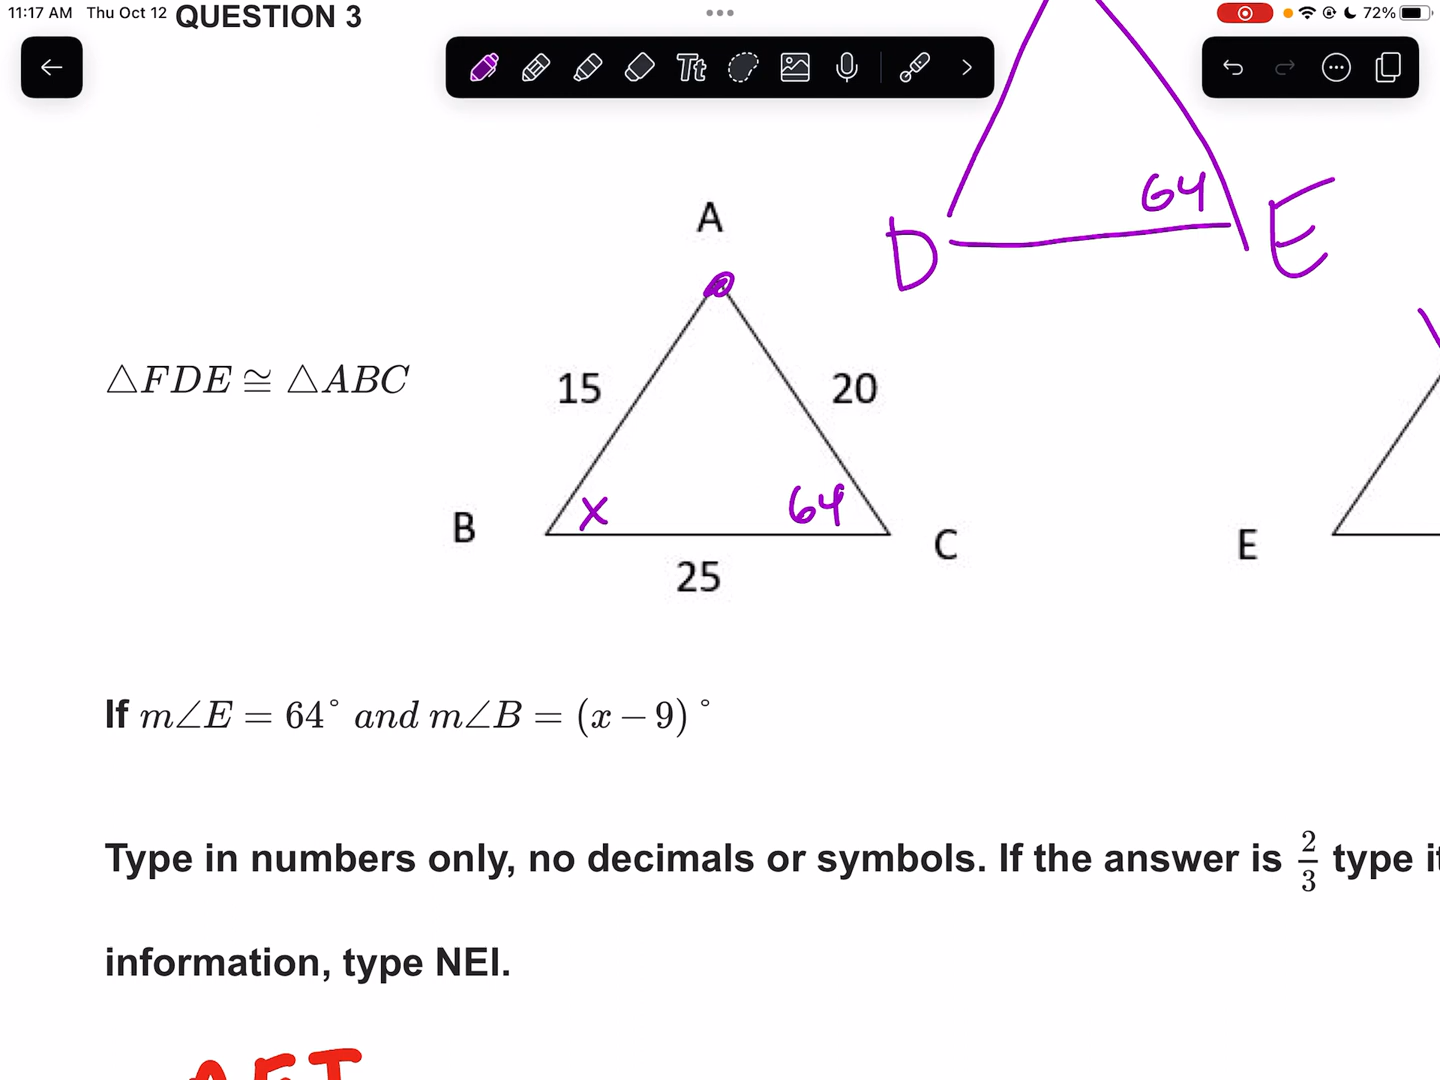 11:17 AM Thu Oct 12 QUESTION 3
72%
Tt
64
D
E
A
△FDE ≅ △ABC
15
20
x
64
B
C
E
25
If m∠E = 64° and m∠B = (x − 9)°
Type in numbers only, no decimals or symbols. If the answer is 2/3 type it
information, type NEI.